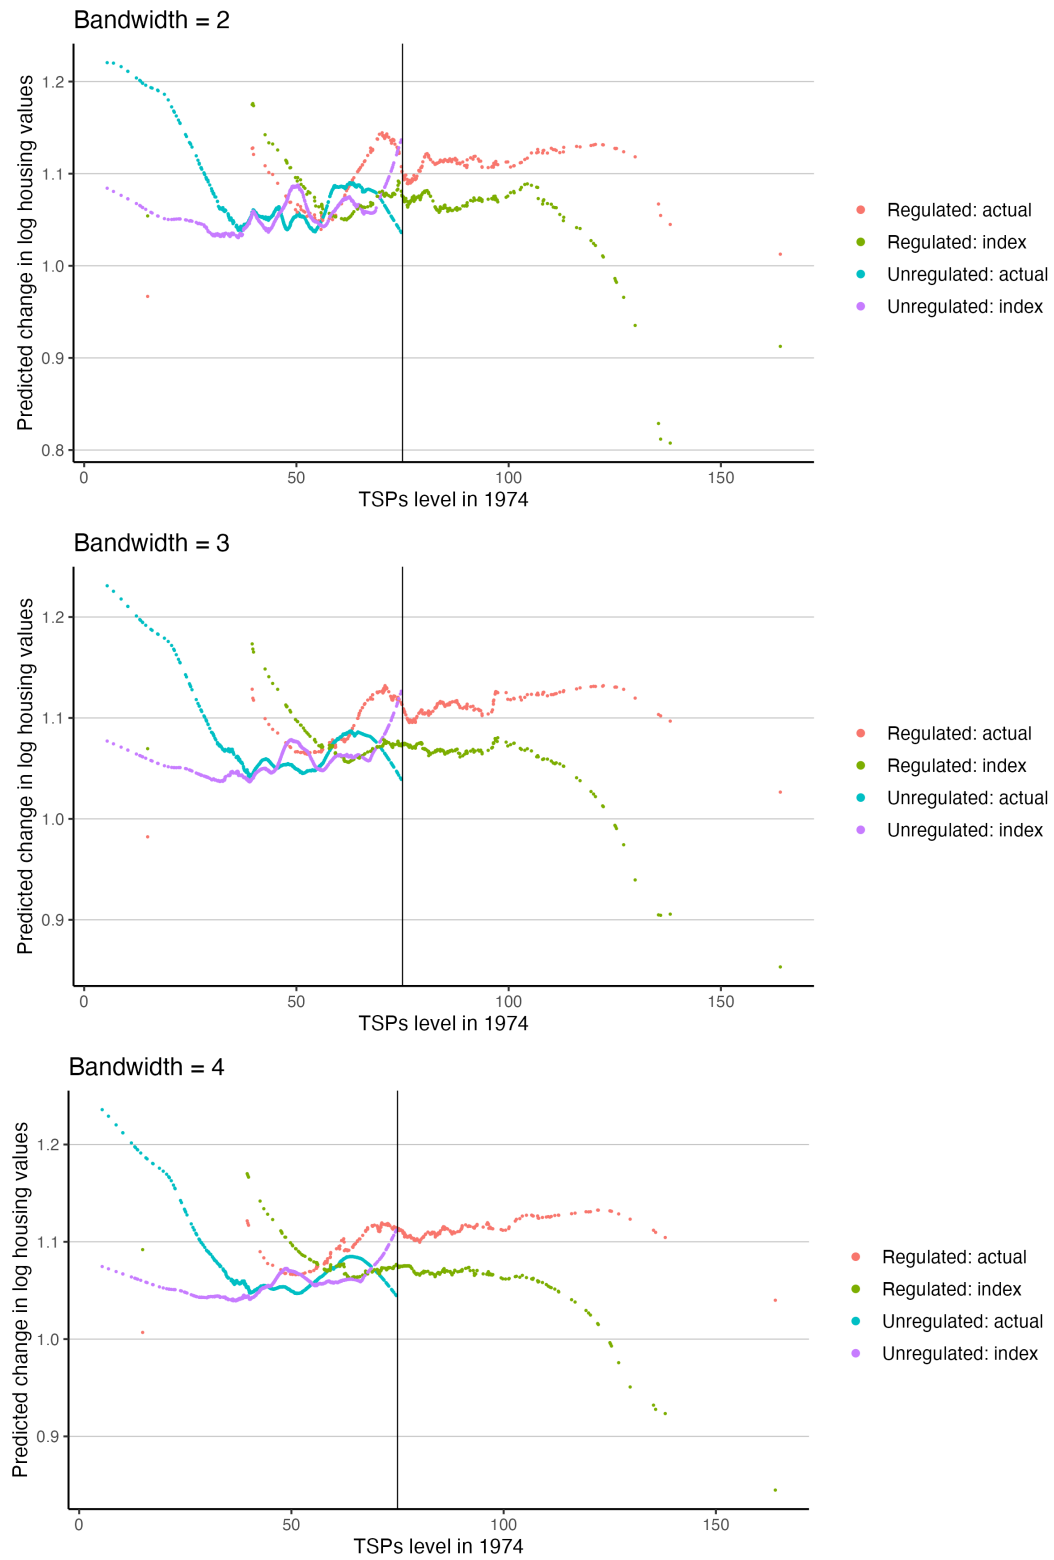 Bandwidth = 2
Predicted change in log housing values
1.2
1.1
1.0
0.9
0.8
0
50
100
150
TSPs level in 1974
Regulated: actual
Regulated: index
Unregulated: actual
Unregulated: index
Bandwidth = 3
Predicted change in log housing values
1.2
1.1
1.0
0.9
0
50
100
150
TSPs level in 1974
Regulated: actual
Regulated: index
Unregulated: actual
Unregulated: index
Bandwidth = 4
Predicted change in log housing values
1.2
1.1
1.0
0.9
0
50
100
150
TSPs level in 1974
Regulated: actual
Regulated: index
Unregulated: actual
Unregulated: index